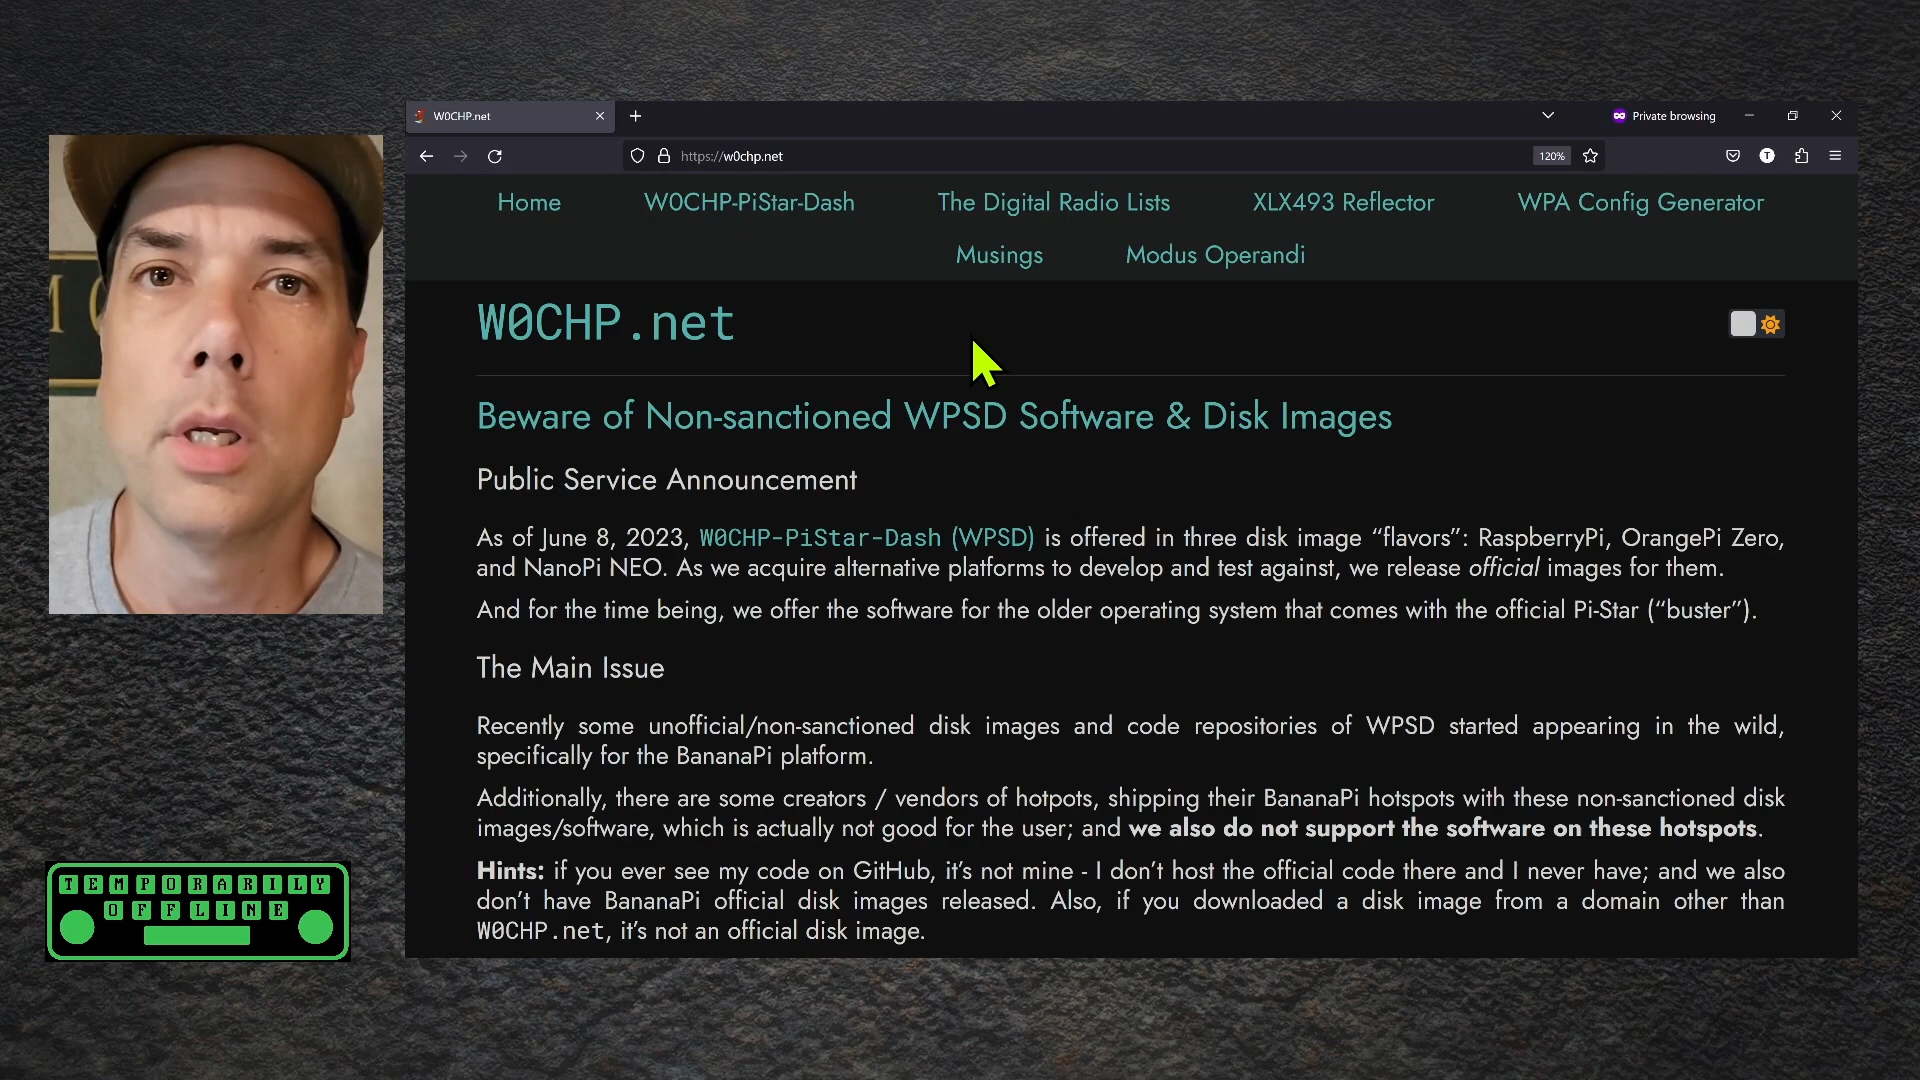 W0CHP.net
Private browsing
https://w0chp.net
120%
T
Home
W0CHP-PiStar-Dash
The Digital Radio Lists
XLX493 Reflector
WPA Config Generator
Musings
Modus Operandi
W0CHP.net
Beware of Non-sanctioned WPSD Software & Disk Images
Public Service Announcement
As of June 8, 2023, W0CHP-PiStar-Dash (WPSD) is offered in three disk image “flavors”: RaspberryPi, OrangePi Zero,
and NanoPi NEO. As we acquire alternative platforms to develop and test against, we release official images for them.
And for the time being, we offer the software for the older operating system that comes with the official Pi-Star (“buster”).
The Main Issue
Recently some unofficial/non-sanctioned disk images and code repositories of WPSD started appearing in the wild,
specifically for the BananaPi platform.
Additionally, there are some creators / vendors of hotpots, shipping their BananaPi hotspots with these non-sanctioned disk
images/software, which is actually not good for the user; and we also do not support the software on these hotspots.
Hints: if you ever see my code on GitHub, it’s not mine - I don’t host the official code there and I never have; and we also
don’t have BananaPi official disk images released. Also, if you downloaded a disk image from a domain other than
W0CHP.net, it’s not an official disk image.
TEMPORARILY
OFFLINE